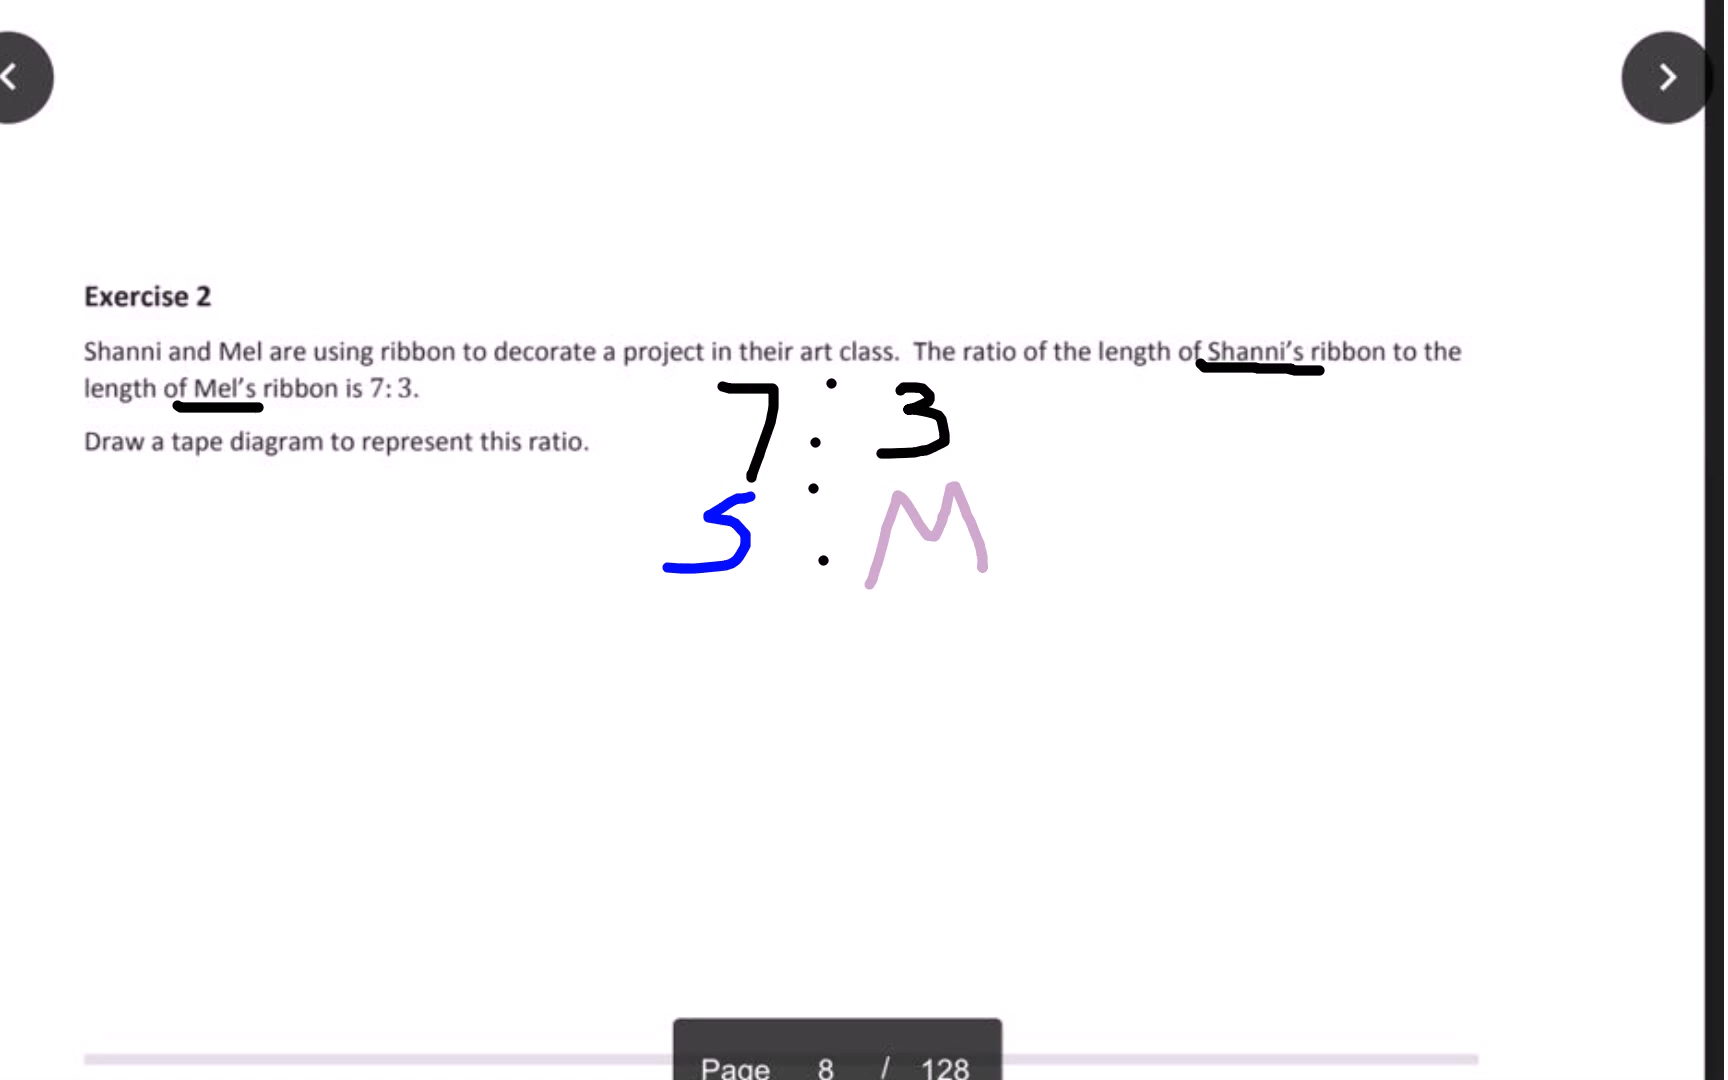 Exercise 2
Shanni and Mel are using ribbon to decorate a project in their art class.  The ratio of the length of Shanni's ribbon to the
length of Mel's ribbon is 7: 3.
7 : 3
Draw a tape diagram to represent this ratio.
S : M
Page 8 / 128